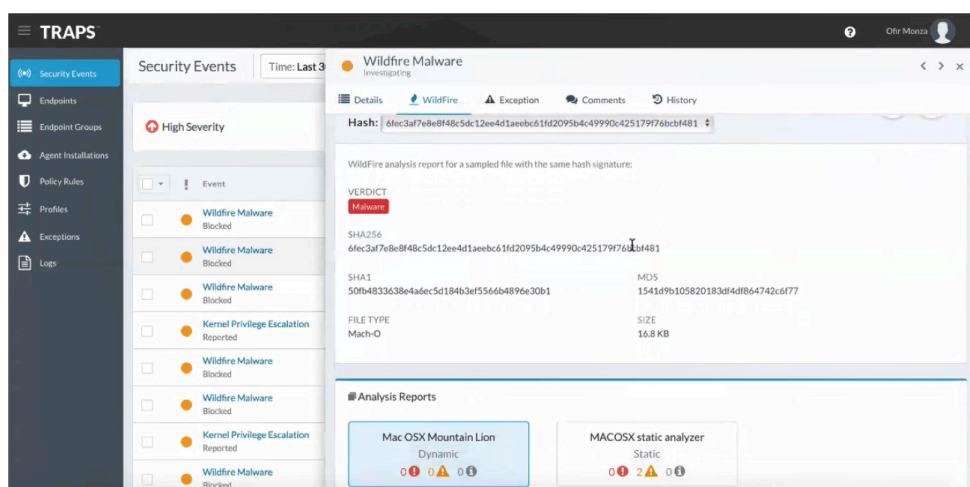 TRAPS
Ofir Monza
Security Events
Endpoints
Endpoint Groups
Agent Installations
Policy Rules
Profiles
Exceptions
Logs
Security Events
Time: Last 3
High Severity
Event
Wildfire Malware
Blocked
Wildfire Malware
Blocked
Wildfire Malware
Blocked
Kernel Privilege Escalation
Reported
Wildfire Malware
Blocked
Wildfire Malware
Blocked
Kernel Privilege Escalation
Reported
Wildfire Malware
Blocked
Wildfire Malware
Investigating
Details
WildFire...
Exception
Comments
History
Hash: 6fec3af7e8e8f48c5dc12ee4d1aeebc61fd2095b4c49990c425179f76bcbf481
WildFire analysis report for a sampled file with the same hash signature:
VERDICT
Malware
SHA256
6fec3af7e8e8f48c5dc12ee4d1aeebc61fd2095b4c49990c425179f76bcbf481
SHA1
50fb4833638e4a6ec5d184b3ef5566b4896e30b1
MD5
1541d9b105820183df4df864742c6f77
FILE TYPE
Mach-O
SIZE
16.8 KB
Analysis Reports
Mac OSX Mountain Lion
Dynamic
0 0 0
MACOSX static analyzer
Static
0 2 0